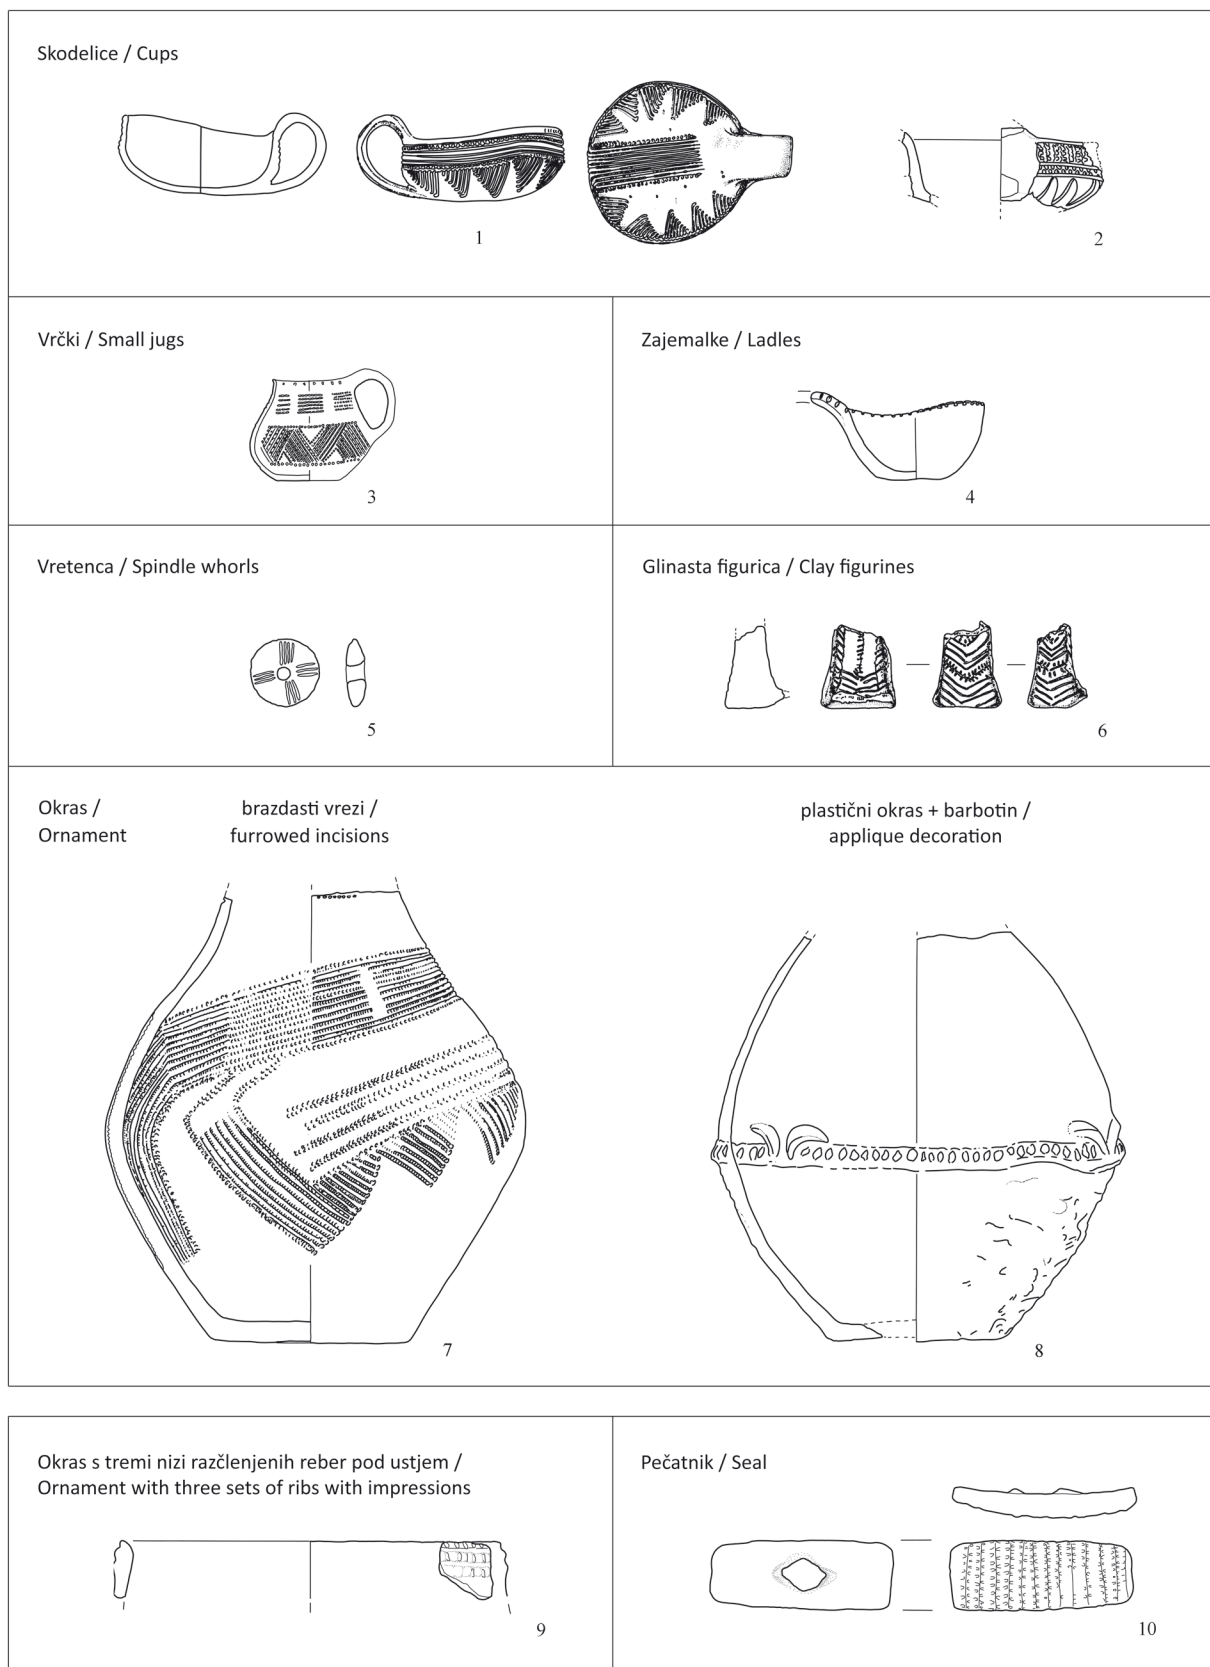 Skodelice / Cups
1
2
Vrčki / Small jugs
3
Zajemalke / Ladles
4
Vretenca / Spindle whorls
5
Glinasta figurica / Clay figurines
6
Okras /
Ornament
brazdasti vrezi /
furrowed incisions
7
plastični okras + barbotin /
applique decoration
8
Okras s tremi nizi razčlenjenih reber pod ustjem /
Ornament with three sets of ribs with impressions
9
Pečatnik / Seal
10